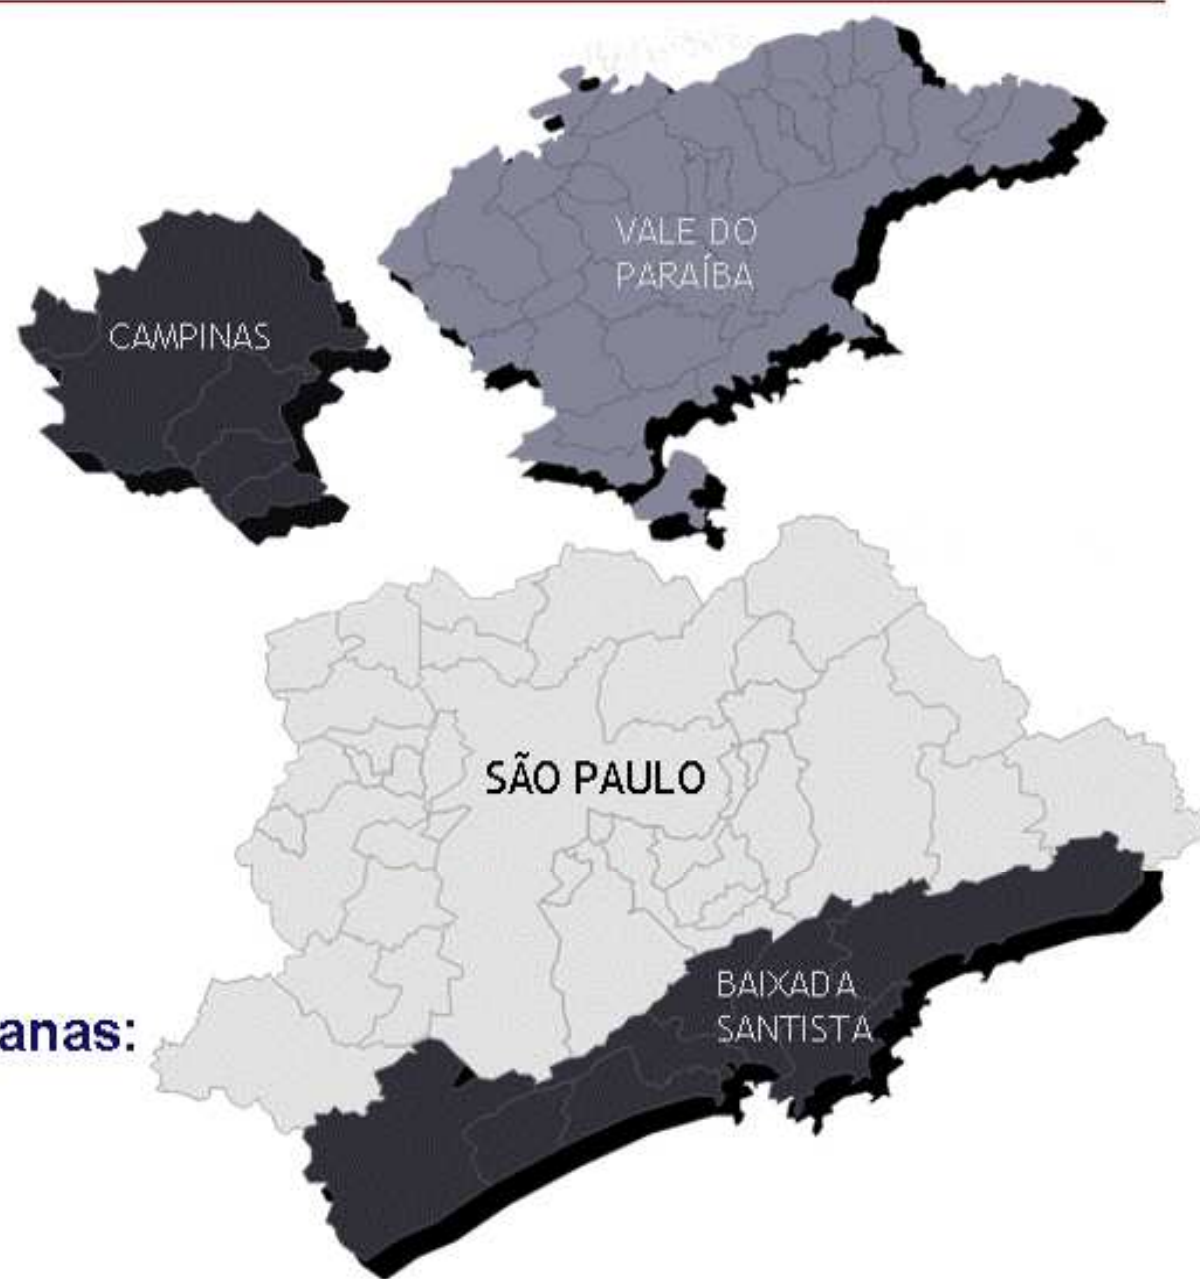 VALE DO
PARAÍBA
CAMPINAS
SÃO PAULO
BAIXADA
SANTISTA
anas: